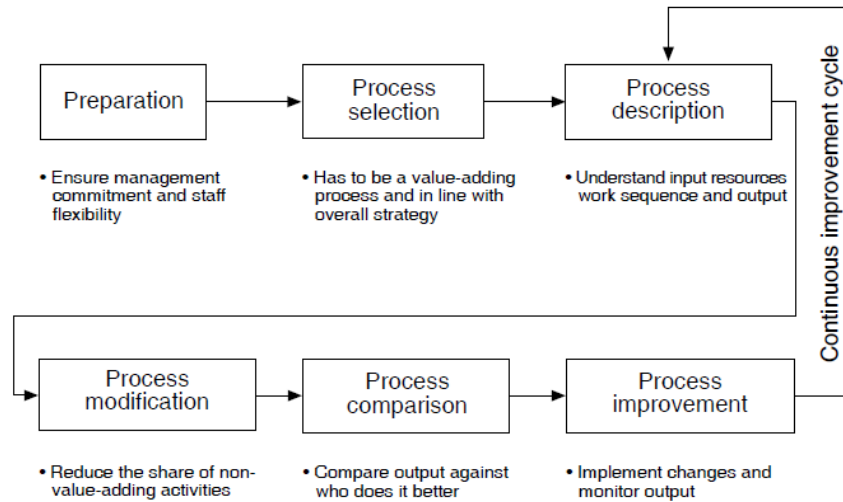 Preparation
Process
selection
Process
description
• Ensure management
commitment and staff
flexibility
• Has to be a value-adding
process and in line with
overall strategy
• Understand input resources
work sequence and output
Continuous improvement cycle
Process
modification
Process
comparison
Process
improvement
• Reduce the share of non-
value-adding activities
• Compare output against
who does it better
• Implement changes and
monitor output